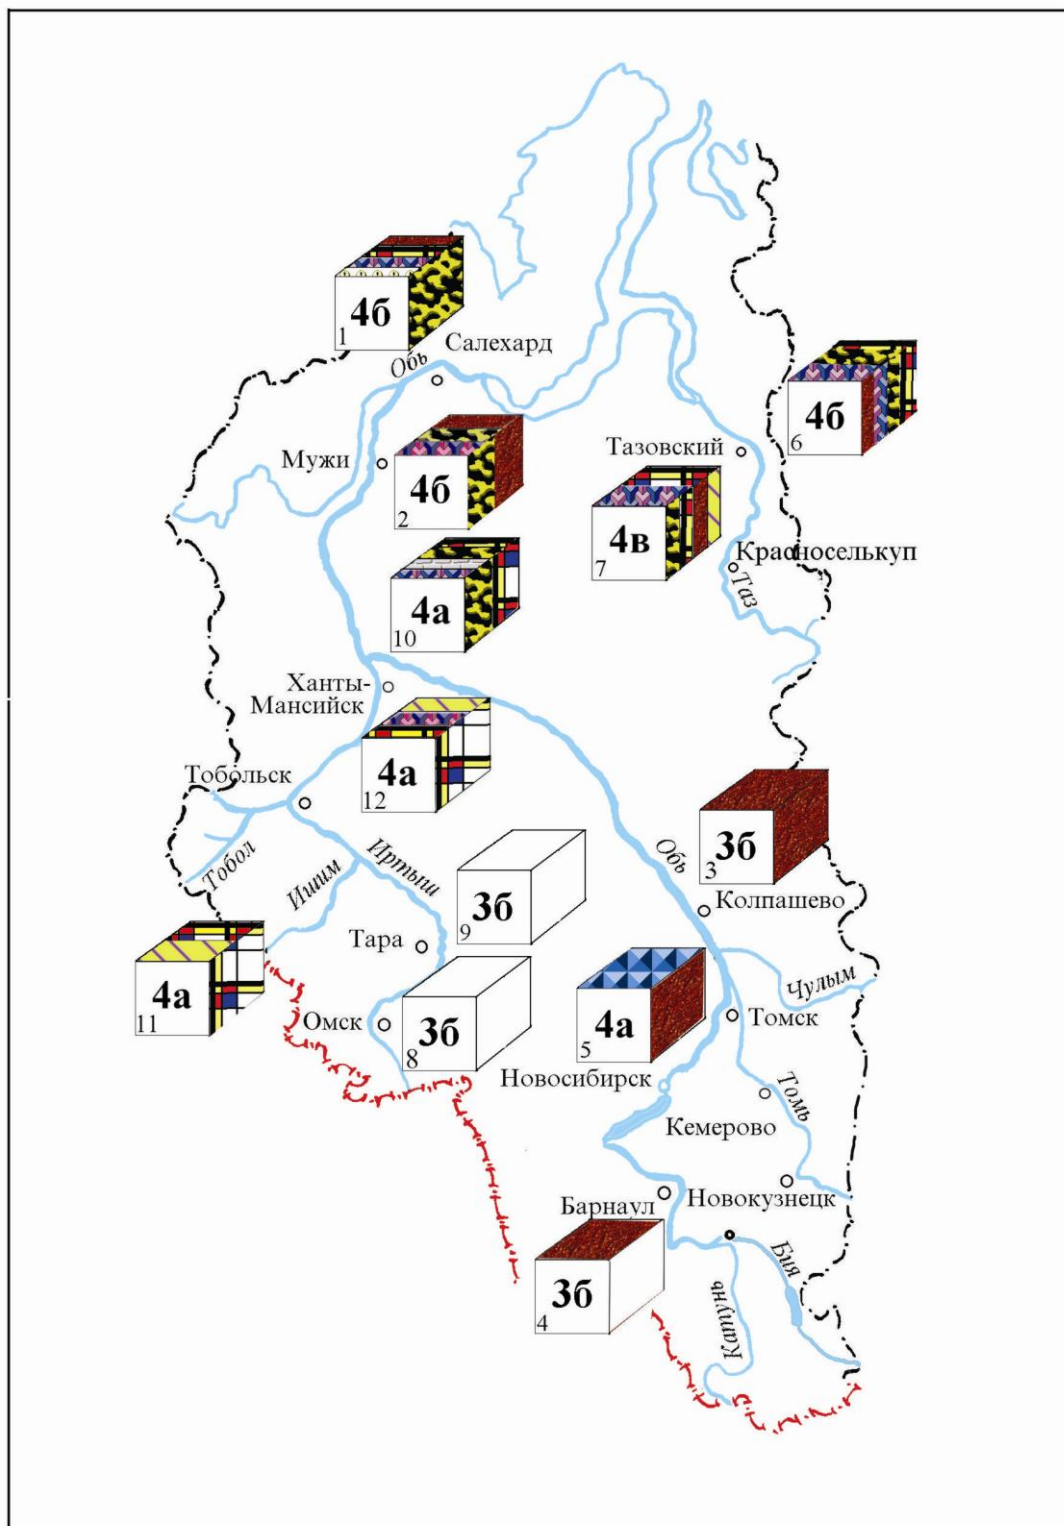 4б
1
Салехард
Обь
4б
6
Мужи
4б
2
Тазовский
4в
7
Красноселькуп
Таз
4а
10
Ханты-
Мансийск
4а
12
Тобольск
3б
3
Обь
Тобол
Ишим
Иртыш
3б
9
Колпашево
Тара
4а
11
Чулым
4а
5
Томск
Омск
3б
8
Новосибирск
Томь
Кемерово
Барнаул
Новокузнецк
3б
4
Бия
Катунь